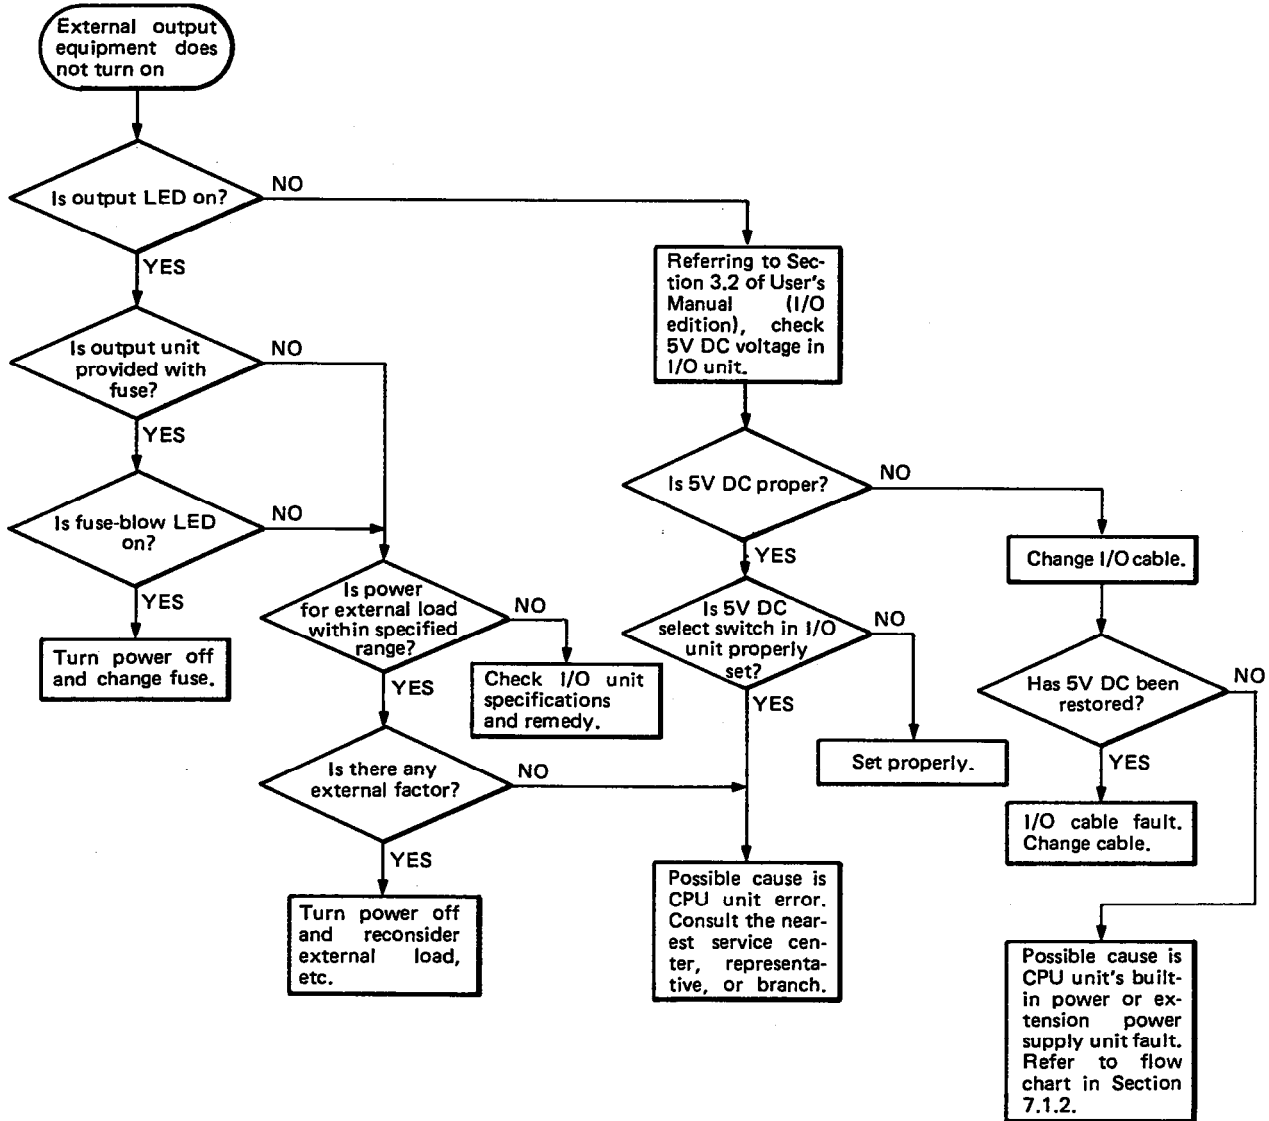 External output
equipment does
not turn on
Is output LED on?
NO
YES
Referring to Sec-
tion 3.2 of User's
Manual (I/O
edition), check
5V DC voltage in
I/O unit.
Is output unit
provided with
fuse?
NO
YES
Is 5V DC proper?
NO
YES
Is fuse-blow LED
on?
NO
YES
Change I/O cable.
Is power
for external load
within specified
range?
NO
YES
Is 5V DC
select switch in I/O
unit properly
set?
NO
YES
Turn power off
and change fuse.
Check I/O unit
specifications
and remedy.
Has 5V DC been
restored?
NO
YES
Set properly.
Is there any
external factor?
NO
YES
I/O cable fault.
Change cable.
Turn power off
and reconsider
external load,
etc.
Possible cause is
CPU unit error.
Consult the near-
est service cen-
ter, representa-
tive, or branch.
Possible cause is
CPU unit's built-
in power or ex-
tension power
supply unit fault.
Refer to flow
chart in Section
7.1.2.